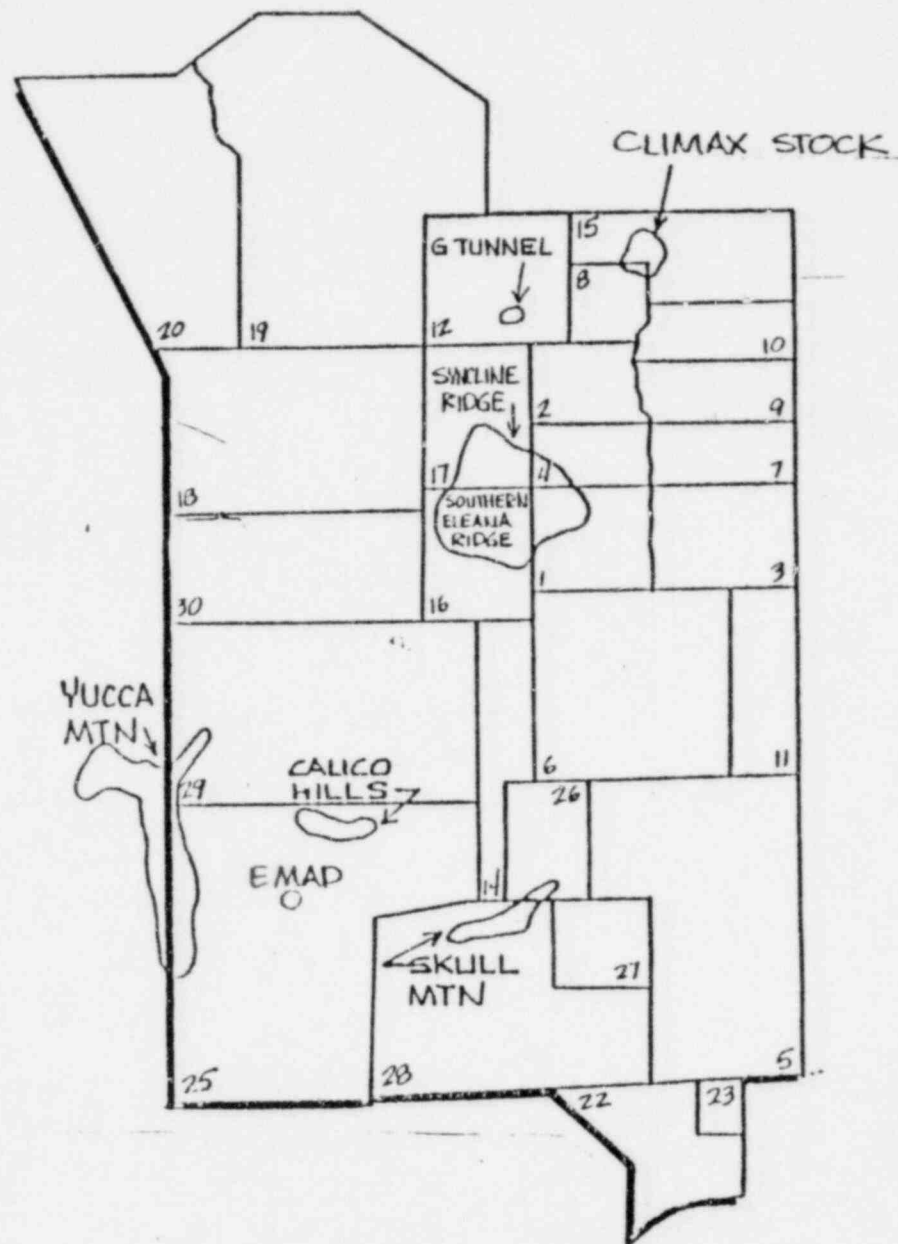 CLIMAX STOCK
15
G TUNNEL
8
20
19
12
10
SYNCLINE
RIDGE
2
9
17
4
7
18
SOUTHERN
ELEANA
RIDGE
1
3
30
16
YUCCA
MTN
CALICO
HILLS
6
11
29
26
EMAD
14
SKULL
MTN
27
25
28
22
23
5